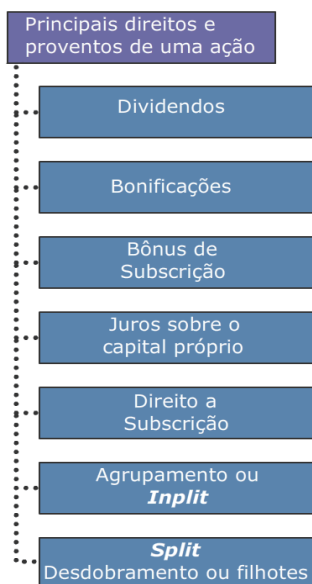 Principais direitos e
proventos de uma ação
Dividendos
Bonificações
Bônus de
Subscrição
Juros sobre o
capital próprio
Direito a
Subscrição
Agrupamento ou
Inplit
Split
Desdobramento ou filhotes